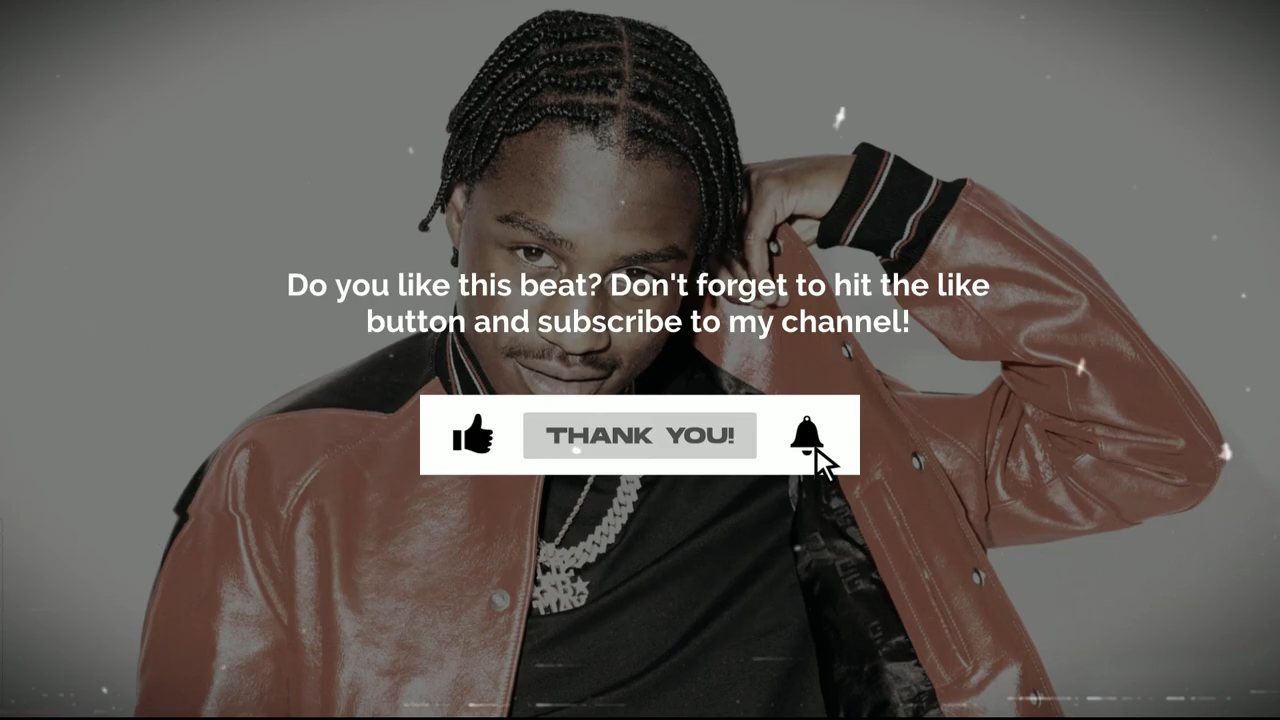 Do you like this beat? Don't forget to hit the like
button and subscribe to my channel!
THANK YOU!